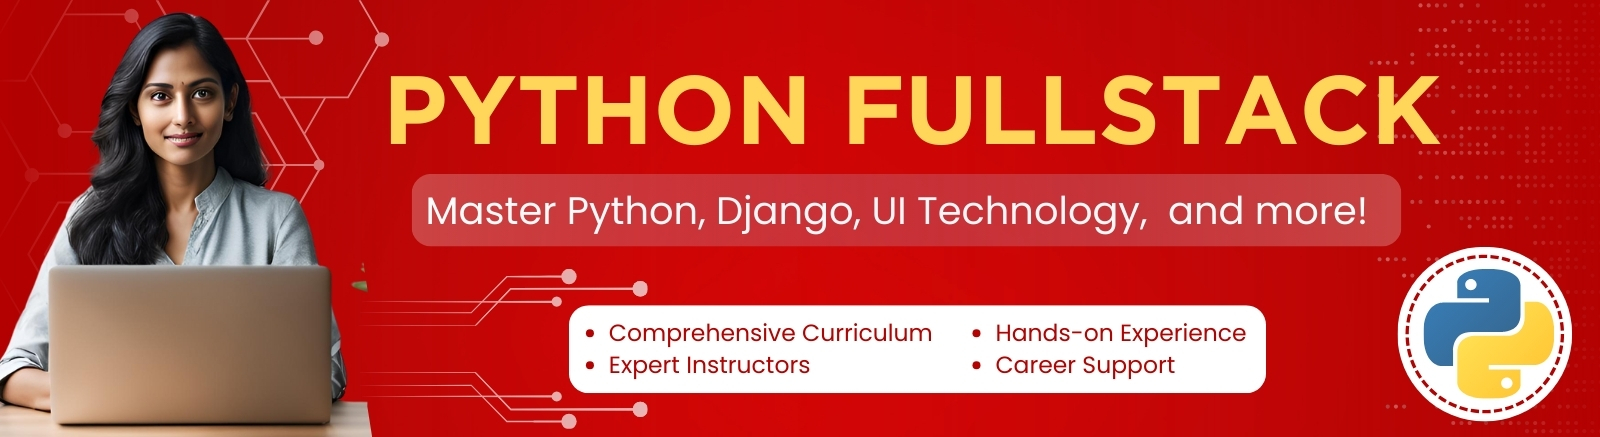 PYTHON FULLSTACK
Master Python, Django, UI Technology,  and more!
• Comprehensive Curriculum
• Expert Instructors
• Hands-on Experience
• Career Support